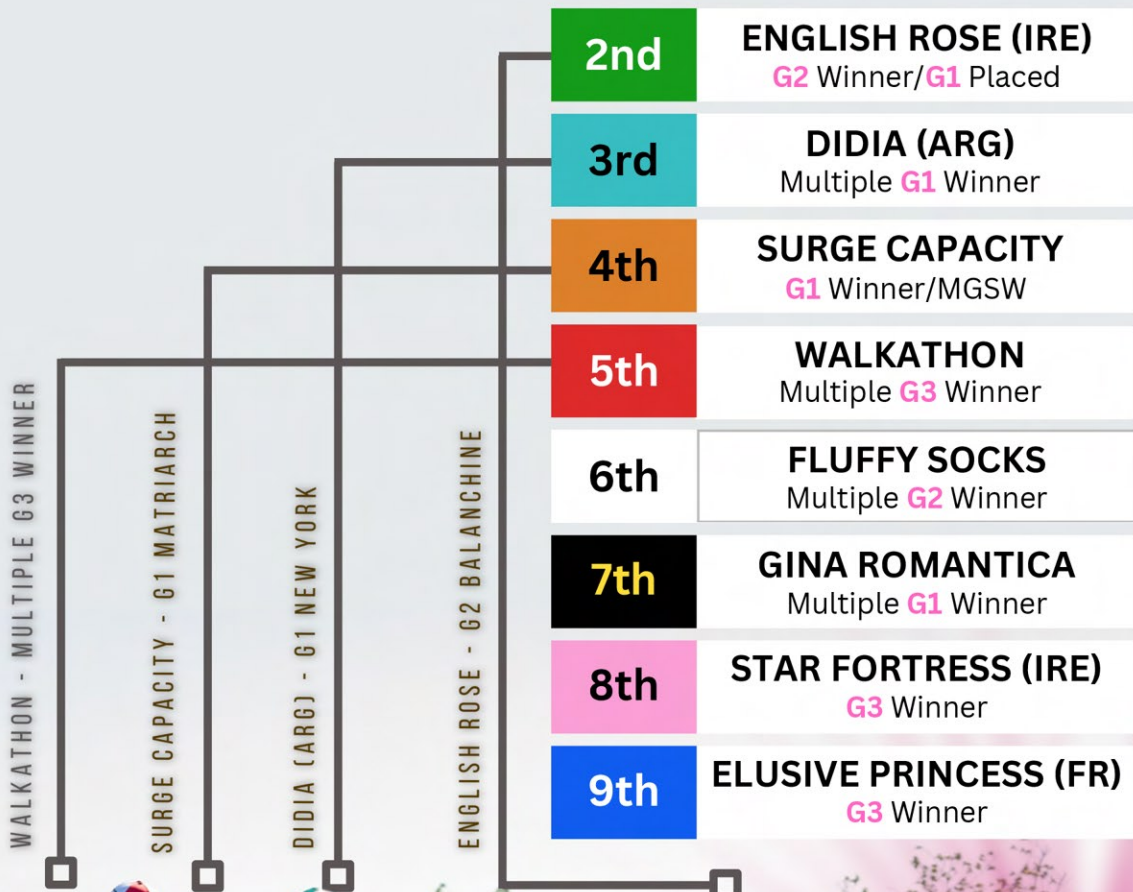 2nd
ENGLISH ROSE (IRE)
G2 Winner/G1 Placed
3rd
DIDIA (ARG)
Multiple G1 Winner
4th
SURGE CAPACITY
G1 Winner/MGSW
5th
WALKATHON
Multiple G3 Winner
6th
FLUFFY SOCKS
Multiple G2 Winner
7th
GINA ROMANTICA
Multiple G1 Winner
8th
STAR FORTRESS (IRE)
G3 Winner
9th
ELUSIVE PRINCESS (FR)
G3 Winner
WALKATHON - MULTIPLE G3 WINNER
SURGE CAPACITY - G1 MATRIARCH
DIDIA (ARG) - G1 NEW YORK
ENGLISH ROSE - G2 BALANCHINE